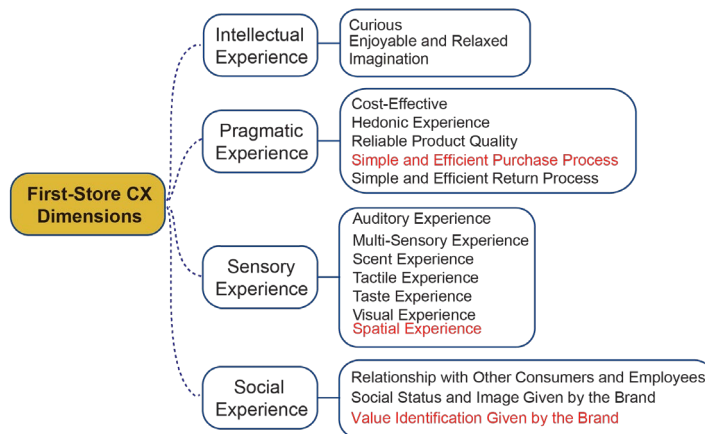 First-Store CX
Dimensions
Intellectual
Experience
Curious
Enjoyable and Relaxed
Imagination
Pragmatic
Experience
Cost-Effective
Hedonic Experience
Reliable Product Quality
Simple and Efficient Purchase Process
Simple and Efficient Return Process
Sensory
Experience
Auditory Experience
Multi-Sensory Experience
Scent Experience
Tactile Experience
Taste Experience
Visual Experience
Spatial Experience
Social
Experience
Relationship with Other Consumers and Employees
Social Status and Image Given by the Brand
Value Identification Given by the Brand